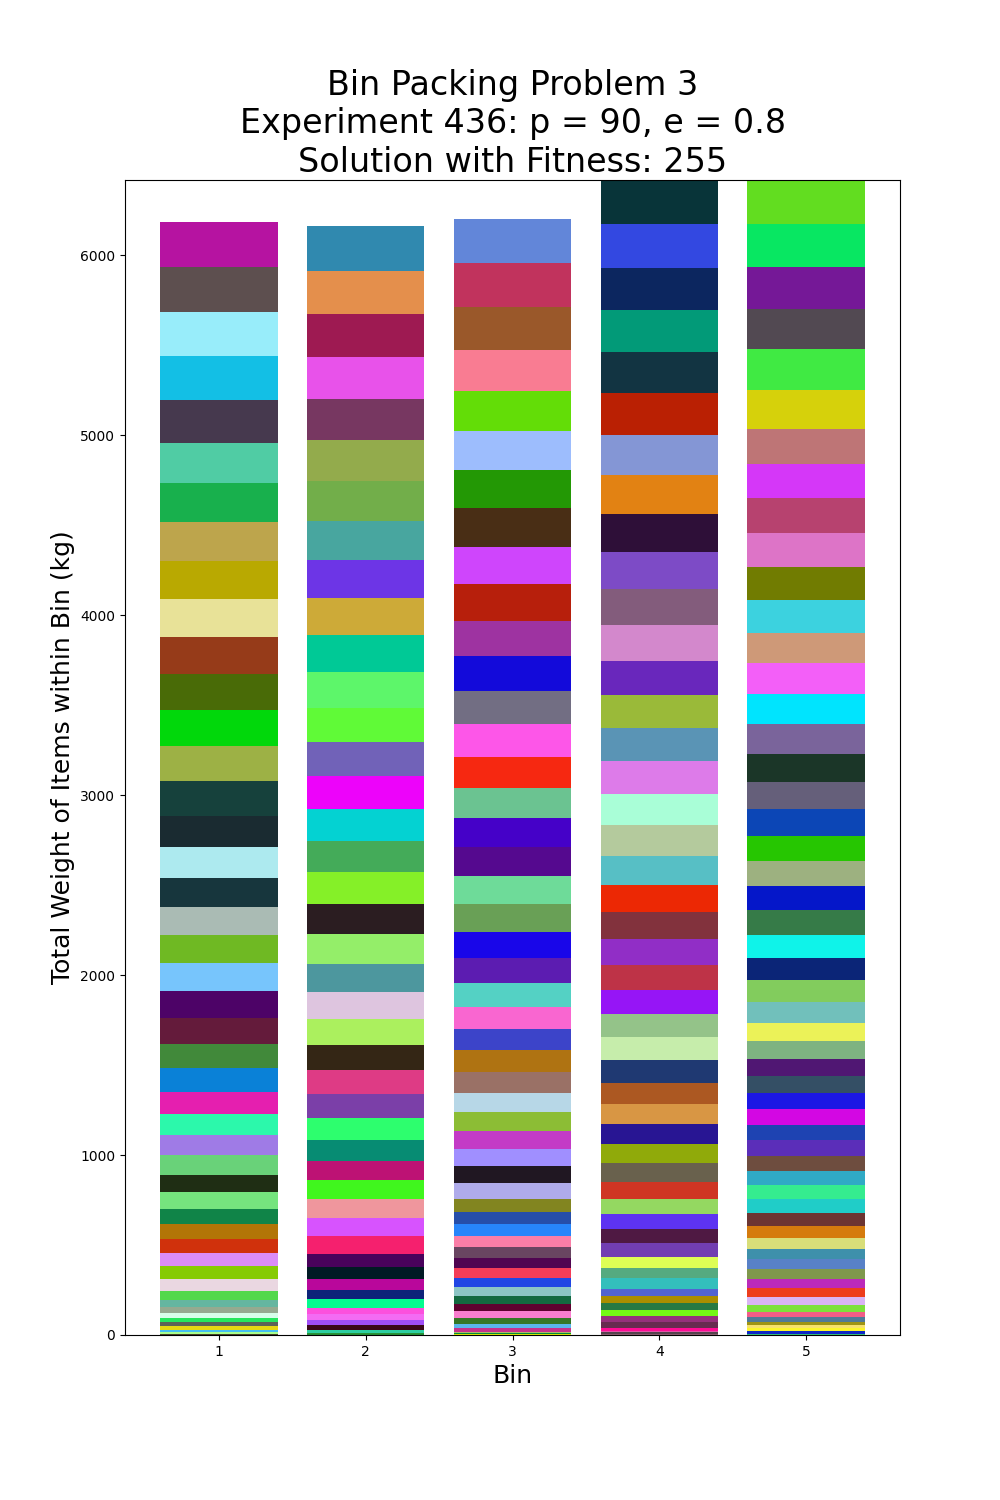 Bin Packing Problem 3
Experiment 436: p = 90, e = 0.8
Solution with Fitness: 255
Total Weight of Items within Bin (kg)
6000
5000
4000
3000
2000
1000
0
1 2 3 4 5
Bin